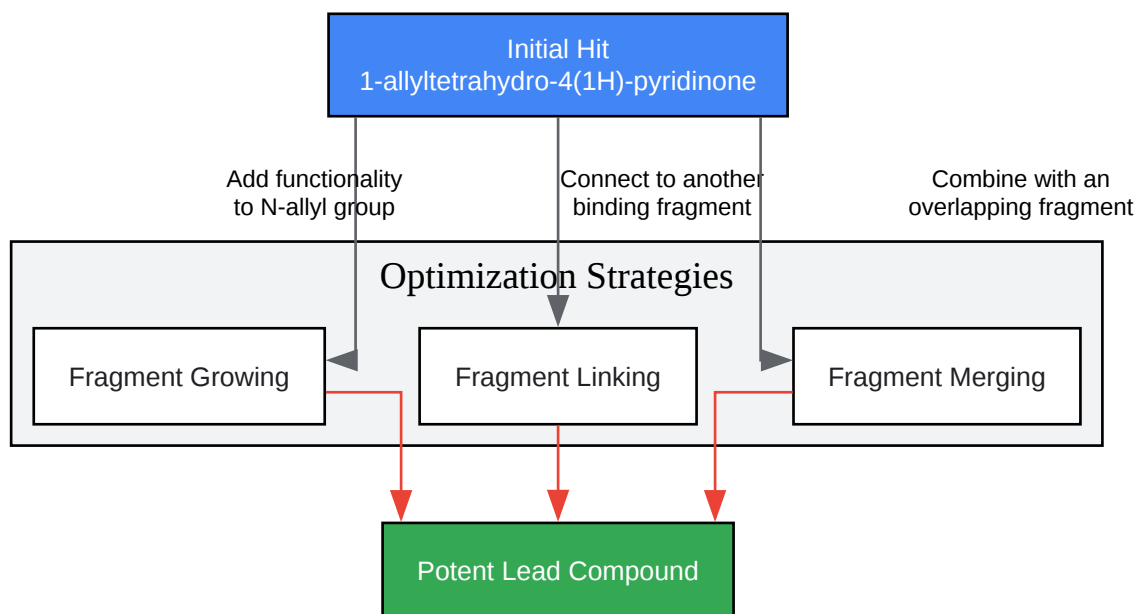 Initial Hit
1-allyltetrahydro-4(1H)-pyridinone
Add functionality
to N-allyl group
Connect to another
binding fragment
Combine with an
overlapping fragment
Optimization Strategies
Fragment Growing
Fragment Linking
Fragment Merging
Potent Lead Compound